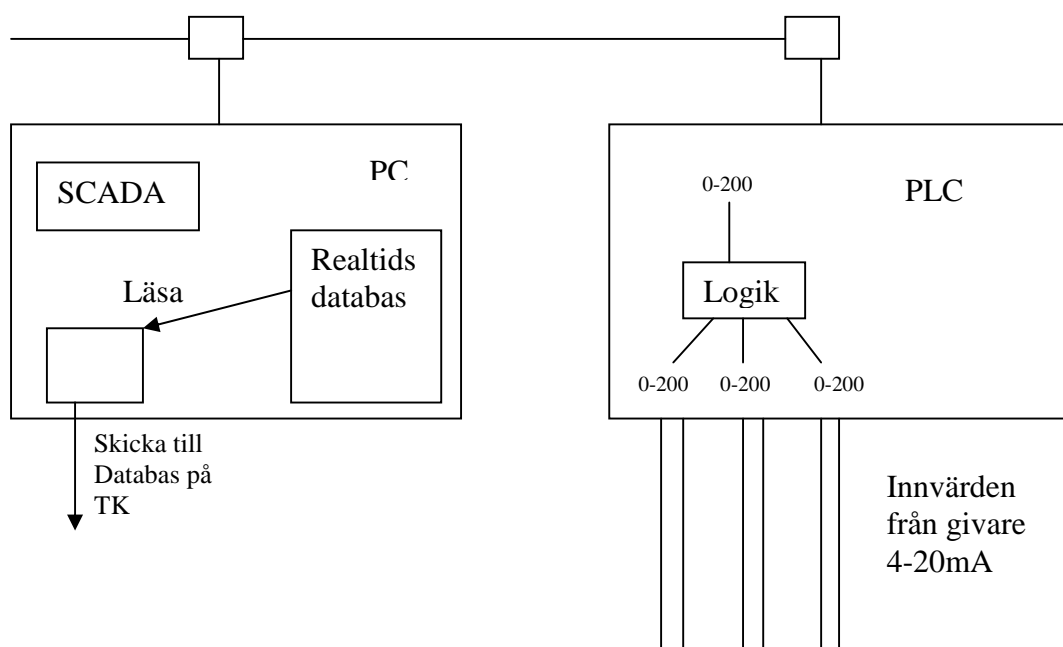 PC
SCADA
Realtids
databas
Läsa
Skicka till
Databas på
TK
PLC
0-200
Logik
0-200 0-200 0-200
Innvärden
från givare
4-20mA